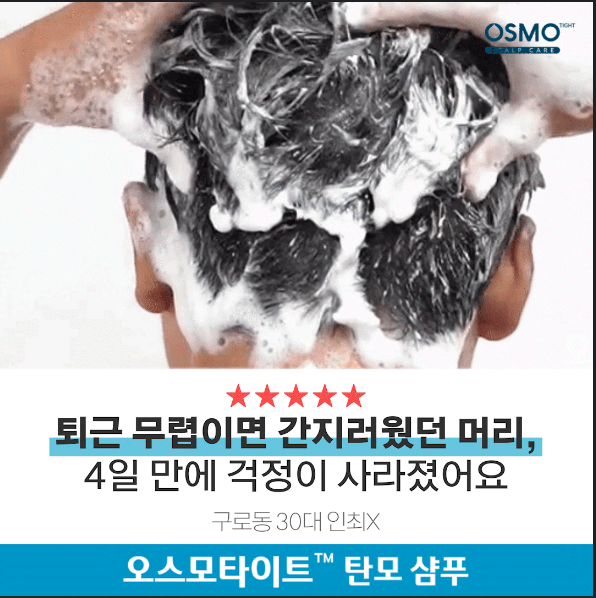 OSMO TIGHT
SCALP CARE
★★★★★
퇴근 무렵이면 간지러웠던 머리,
4일 만에 걱정이 사라졌어요
구로동 30대 인최X
오스모타이트™ 탄모 샴푸